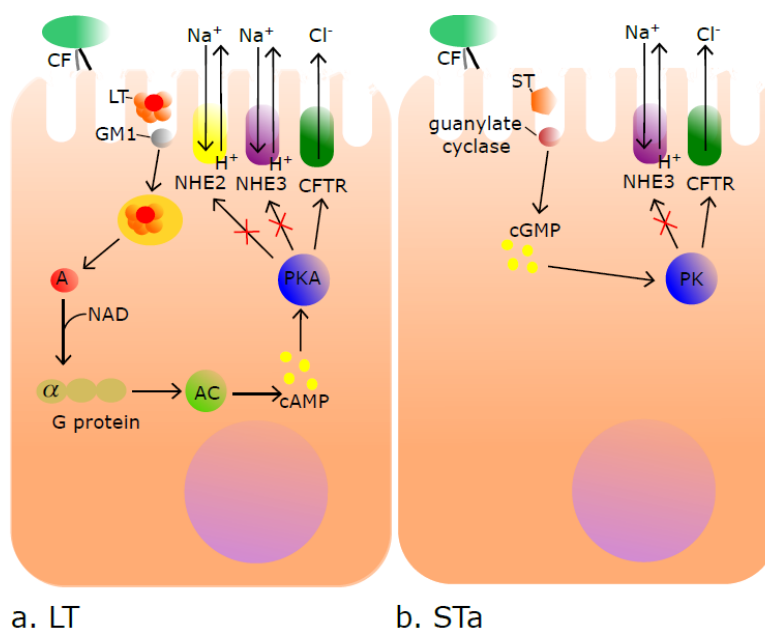 CF
Na⁺ Na⁺ Cl⁻
LT
GM1
H⁺ H⁺
NHE2 NHE3 CFTR
A
PKA
NAD
α
AC
cAMP
G protein
a. LT
CF
Na⁺ Cl⁻
ST
guanylate
cyclase
H⁺
NHE3 CFTR
cGMP
PK
b. STa